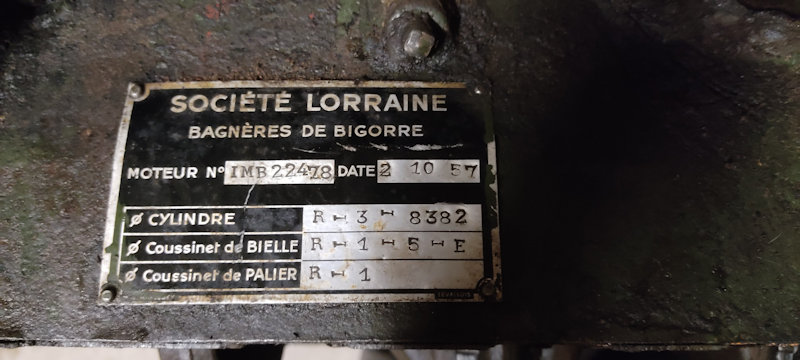 SOCIÉTÉ LORRAINE
BAGNÈRES DE BIGORRE
MOTEUR N° IMB22478 DATE 2 10 57
ø CYLINDRE R - 3 - 8382
ø Coussinet de BIELLE R - 1 - 5 - E
ø Coussinet de PALIER R - 1